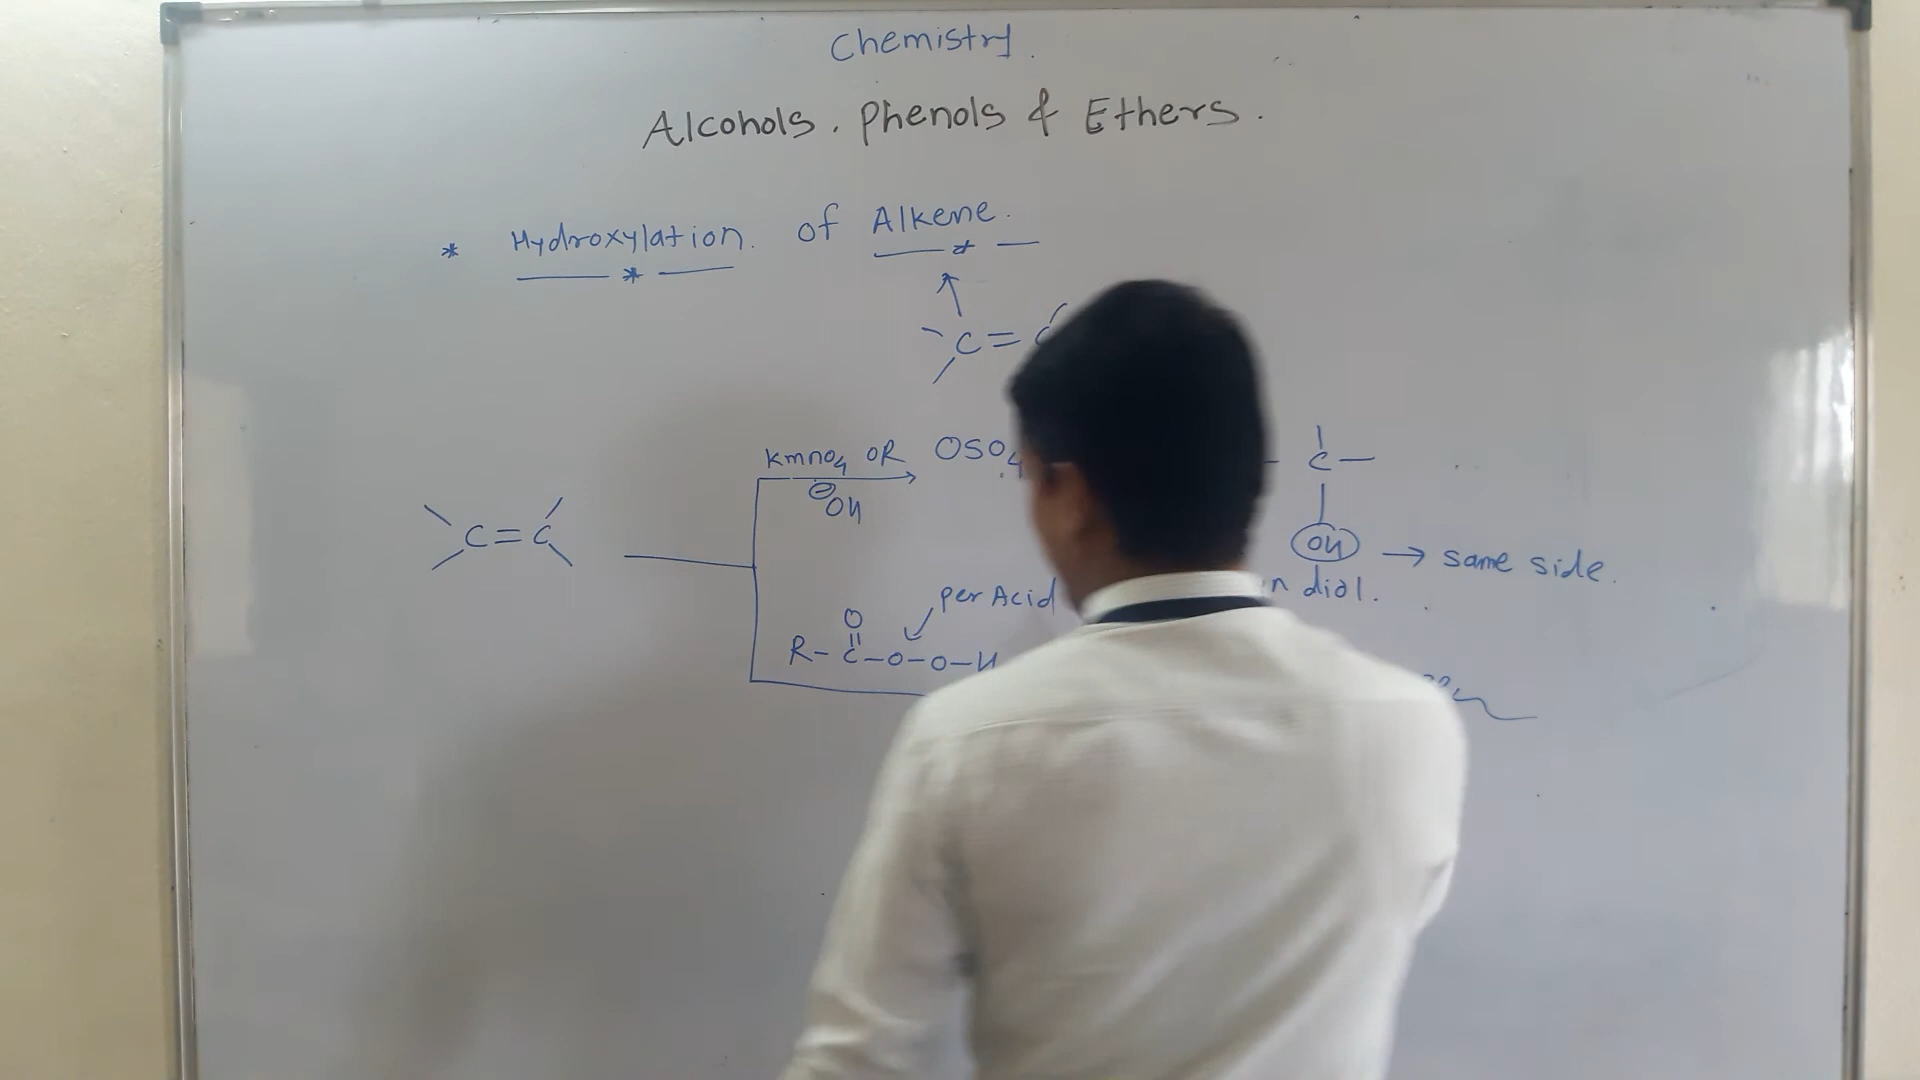 Chemistry.
Alcohols, Phenols & Ethers.
* Hydroxylation. of Alkene.
C=
KMnO4 OR OSO4
⊖OH
C=C
C
OH → same side.
per Acid
n diol.
O
R-C-O-O-H